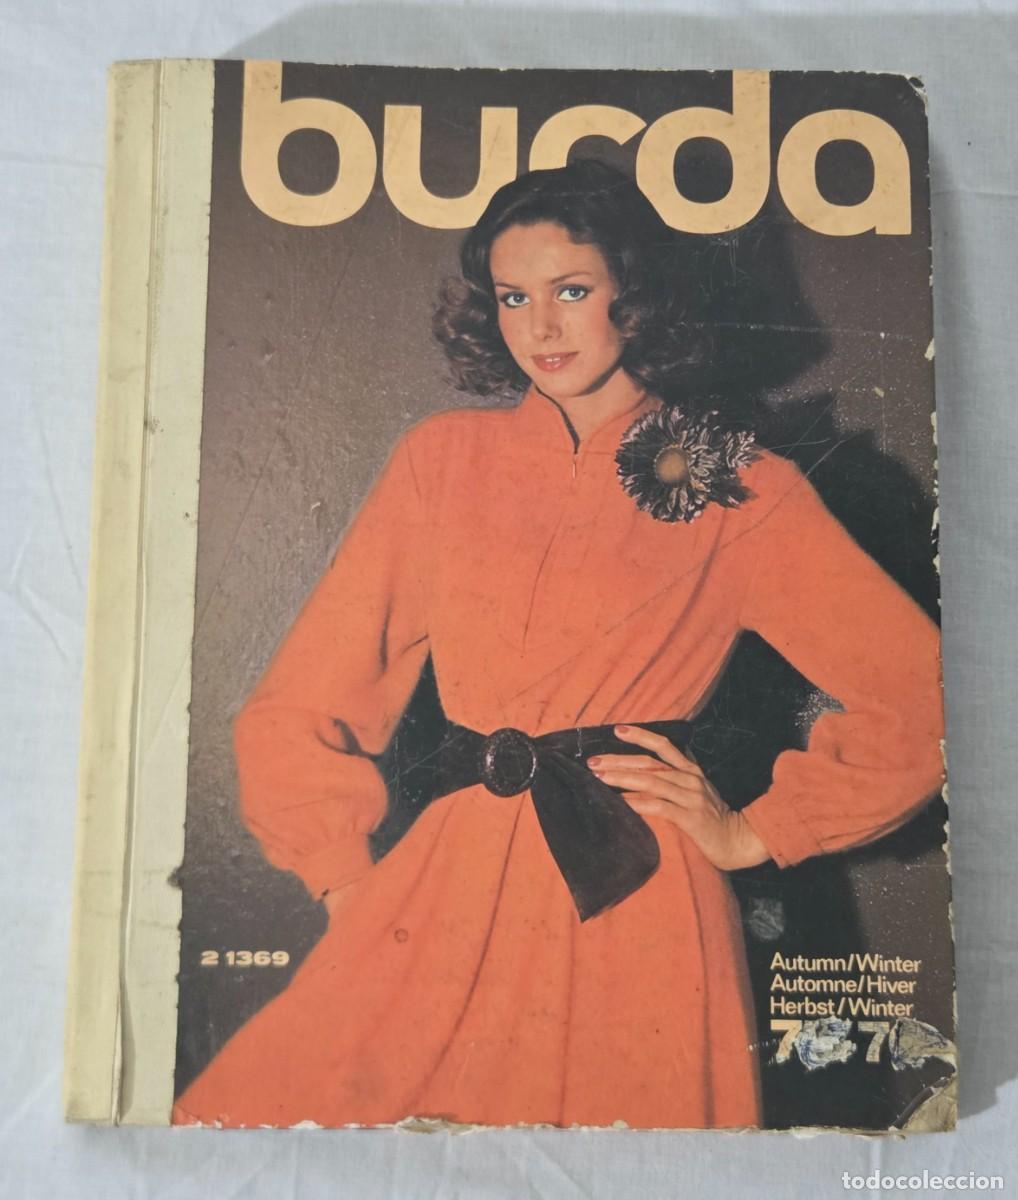 burda
2 1369
Autumn/Winter
Automne/Hiver
Herbst/Winter
todocoleccion